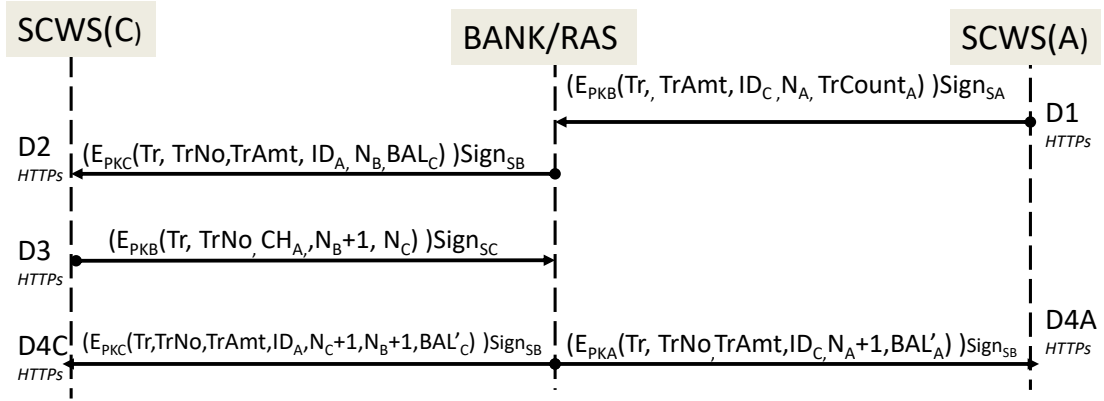 SCWS(C)
BANK/RAS
SCWS(A)
(E_PKB(Tr,, TrAmt, ID_C ,N_A, TrCount_A) )Sign_SA
D1
HTTPs
D2
HTTPs
(E_PKC(Tr, TrNo,TrAmt, ID_A, N_B,BAL_C) )Sign_SB
D3
HTTPs
(E_PKB(Tr, TrNo, CH_A,,N_B+1, N_C) )Sign_SC
D4C
HTTPs
(E_PKC(Tr,TrNo,TrAmt,ID_A,N_C+1,N_B+1,BAL'_C) )Sign_SB
(E_PKA(Tr, TrNo,TrAmt,ID_C,N_A+1,BAL'_A) )Sign_SB
D4A
HTTPs